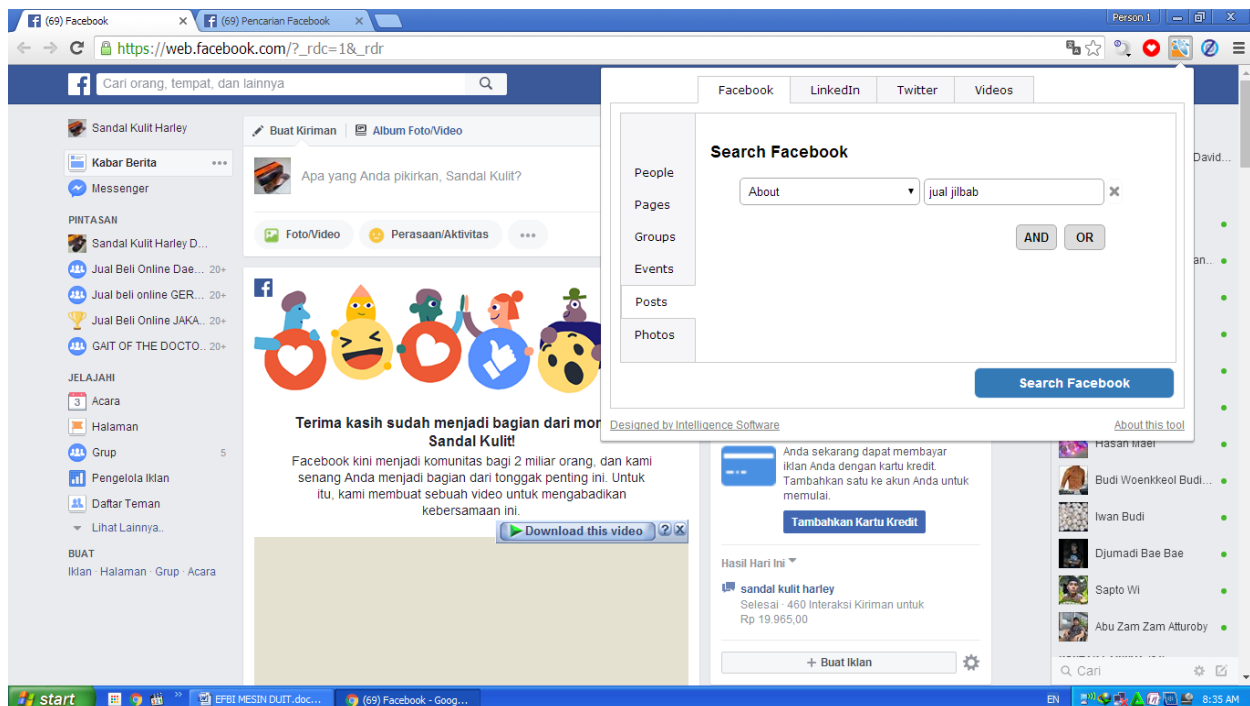 (69) Facebook
(69) Pencarian Facebook
Person 1
https://web.facebook.com/?_rdc=1&_rdr
Cari orang, tempat, dan lainnya
Sandal Kulit Harley
Kabar Berita
Messenger
PINTASAN
Sandal Kulit Harley D...
Jual Beli Online Dae... 20+
Jual beli online GER... 20+
Jual Beli Online JAKA.. 20+
GAIT OF THE DOCTO.. 20+
JELAJAHI
3 Acara
Halaman
Grup 5
Pengelola Iklan
Daftar Teman
Lihat Lainnya..
BUAT
Iklan · Halaman · Grup · Acara
Buat Kiriman
Album Foto/Video
Apa yang Anda pikirkan, Sandal Kulit?
Foto/Video
Perasaan/Aktivitas
Terima kasih sudah menjadi bagian dari
Sandal Kulit!
Facebook kini menjadi komunitas bagi 2 miliar orang, dan kami
senang Anda menjadi bagian dari tonggak penting ini. Untuk
itu, kami membuat sebuah video untuk mengabadikan
kebersamaan ini.
Download this video
?
X
Facebook
LinkedIn
Twitter
Videos
People
Pages
Groups
Events
Posts
Photos
Search Facebook
About
jual jilbab
AND
OR
Search Facebook
Designed by Intelligence Software
About this tool
Anda sekarang dapat membayar
iklan Anda dengan kartu kredit.
Tambahkan satu ke akun Anda untuk
memulai.
Tambahkan Kartu Kredit
Hasil Hari Ini
sandal kulit harley
Selesai · 460 Interaksi Kiriman untuk
Rp 19.965,00
+ Buat Iklan
David...
an..
Hasan Mael
Budi Woenkkeol Budi...
Iwan Budi
Djumadi Bae Bae
Sapto Wi
Abu Zam Zam Atturoby
Cari
start
EFBI MESIN DUIT.doc...
(69) Facebook - Goog...
EN
8:35 AM